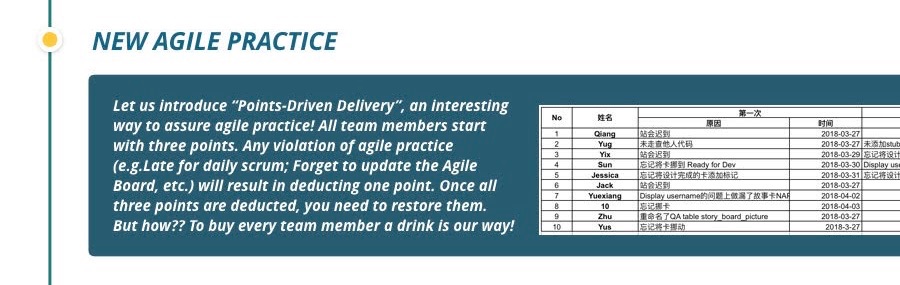 NEW AGILE PRACTICE
Let us introduce “Points-Driven Delivery”, an interesting
way to assure agile practice! All team members start
with three points. Any violation of agile practice
(e.g.Late for daily scrum; Forget to update the Agile
Board, etc.) will result in deducting one point. Once all
three points are deducted, you need to restore them.
But how?? To buy every team member a drink is our way!
No 姓名 第一次
原因 时间
1 Qiang 站会迟到 2018-03-27
2 Yug 未走查他人代码 2018-03-27 未添加stub
3 Yix 站会迟到 2018-03-29 忘记将设计
4 Sun 忘记将卡挪到 Ready for Dev 2018-03-30 Display use
5 Jessica 忘记将设计完成的卡添加标记 2018-03-31 忘记将设计
6 Jack 站会迟到 2018-03-27
7 Yuexiang Display username的问题上做漏了故事卡NAF 2018-04-02
8 10 忘记挪卡 2018-04-03
9 Zhu 重命名了QA table story_board_picture 2018-03-27
10 Yus 忘记将卡挪动 2018-3-27